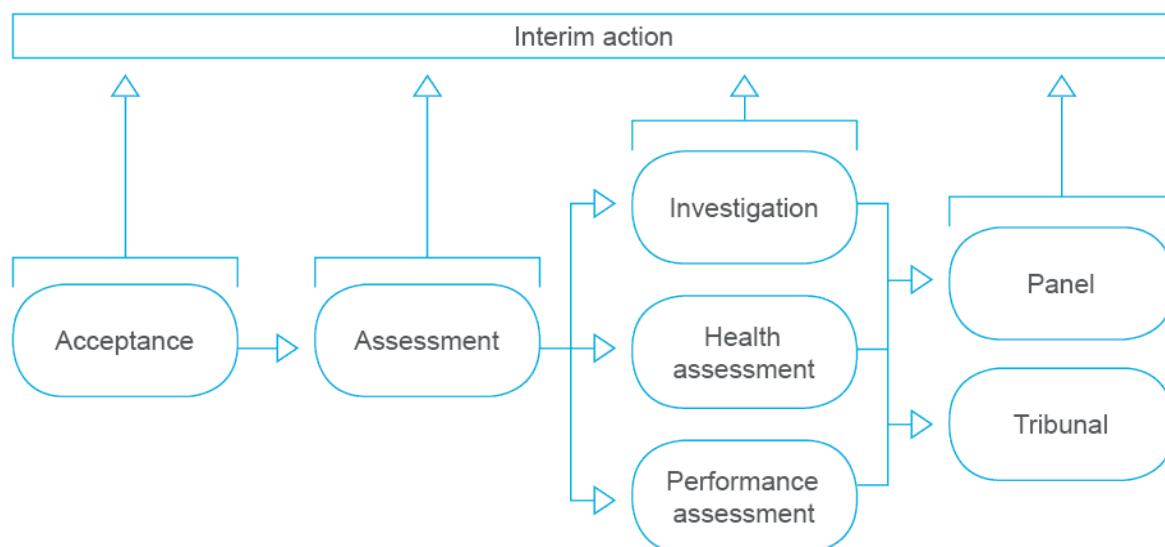 Interim action
Acceptance
Assessment
Investigation
Health
assessment
Performance
assessment
Panel
Tribunal